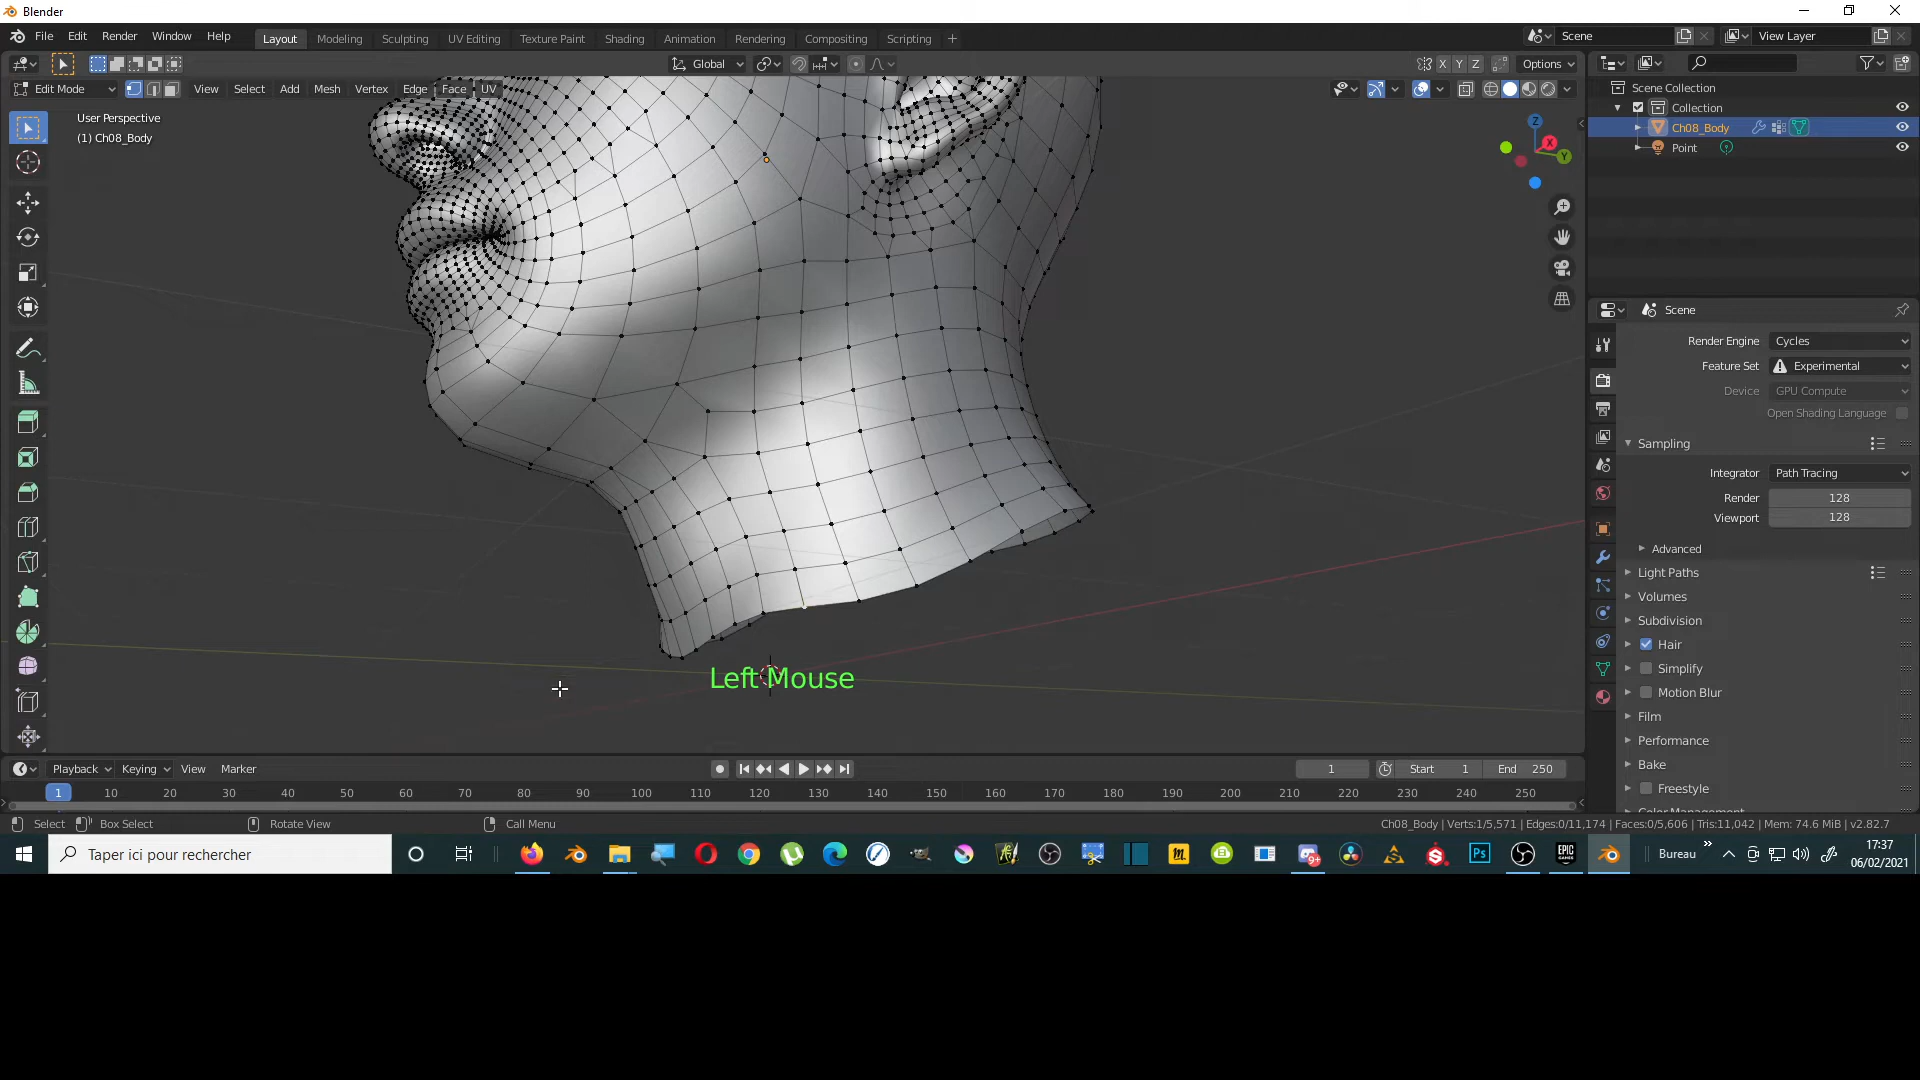 Blender
File Edit Render Window Help
Layout Modeling Sculpting UV Editing Texture Paint Shading Animation Rendering Compositing Scripting +
Scene
View Layer
Global
X Y Z Options
Edit Mode View Select Add Mesh Vertex Edge Face UV
User Perspective
(1) Ch08_Body
Z
X
Y
Scene Collection
Collection
Ch08_Body
Point
Scene
Render Engine Cycles
Feature Set Experimental
Device GPU Compute
Open Shading Language
Sampling
Integrator Path Tracing
Render 128
Viewport 128
Advanced
Light Paths
Volumes
Subdivision
Hair
Simplify
Motion Blur
Film
Performance
Bake
Freestyle
Color Management
Left Mouse
Playback Keying View Marker
1 Start 1 End 250
1 10 20 30 40 50 60 70 80 90 100 110 120 130 140 150 160 170 180 190 200 210 220 230 240 250
Select Box Select Rotate View Call Menu
Ch08_Body | Verts:1/5,571 | Edges:0/11,174 | Faces:0/5,606 | Tris:11,042 | Mem: 74.6 MiB | v2.82.7
Taper ici pour rechercher
9+
Ps
EPIC GAMES
Bureau
17:37
06/02/2021